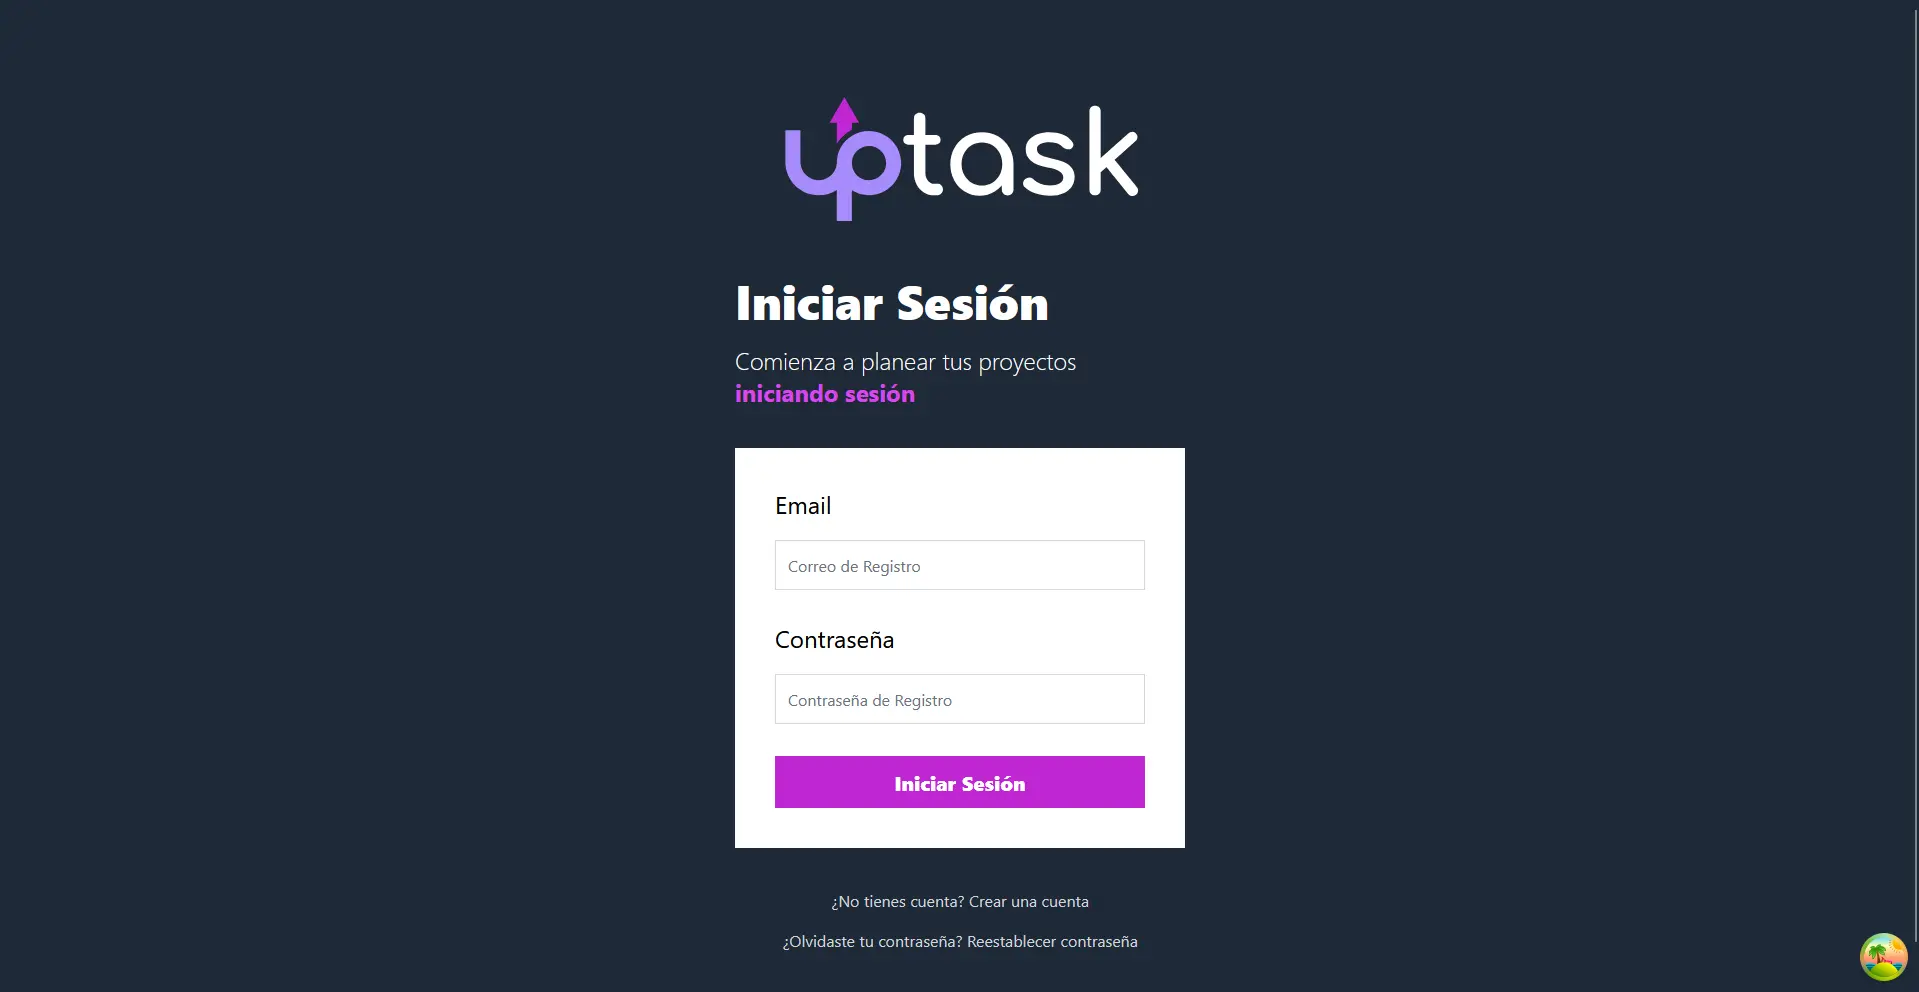 uptask
Iniciar Sesión
Comienza a planear tus proyectos
iniciando sesión
Email
Correo de Registro
Contraseña
Contraseña de Registro
Iniciar Sesión
¿No tienes cuenta? Crear una cuenta
¿Olvidaste tu contraseña? Reestablecer contraseña